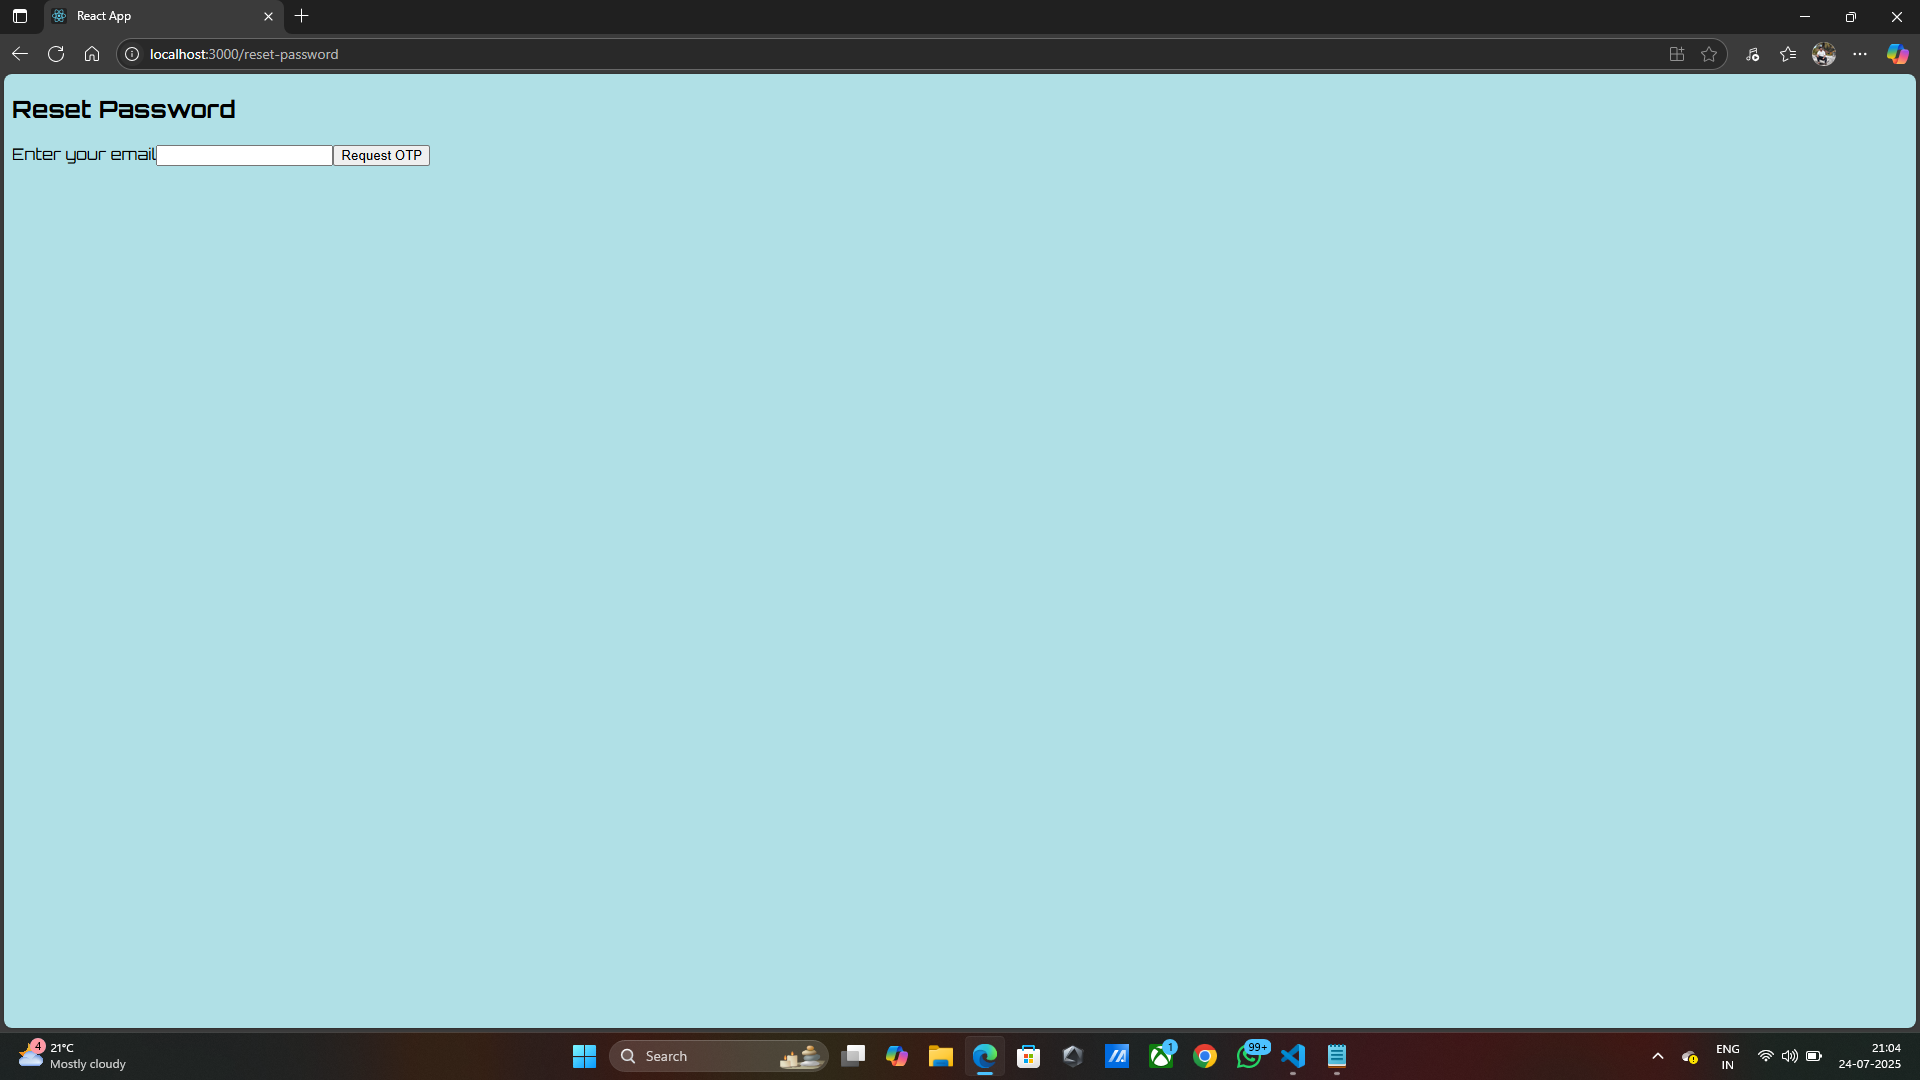 React App
localhost:3000/reset-password
Reset Password
Enter your email
Request OTP
4
21°C
Mostly cloudy
Search
1
99+
ENG
IN
21:04
24-07-2025